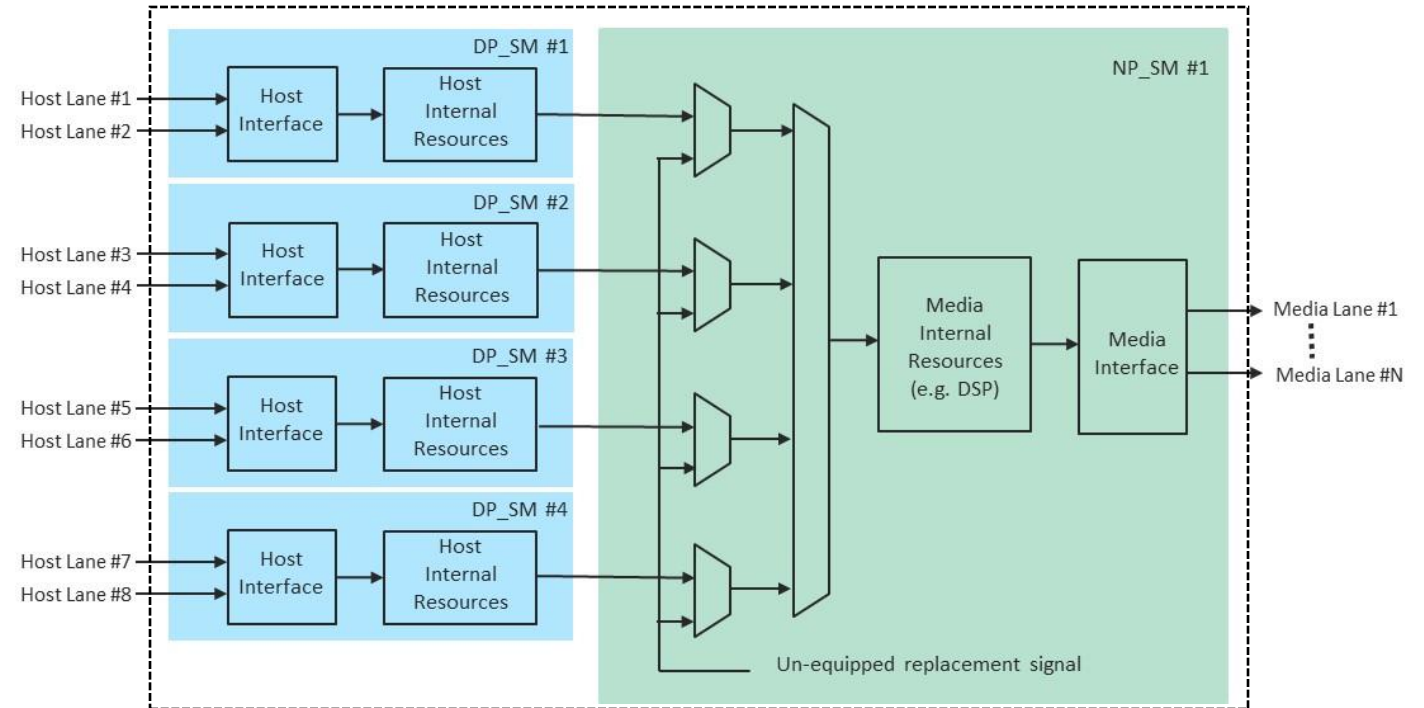 DP_SM #1
NP_SM #1
Host Lane #1
Host Lane #2
Host
Interface
Host
Internal
Resources
DP_SM #2
Host Lane #3
Host Lane #4
Host
Interface
Host
Internal
Resources
DP_SM #3
Host Lane #5
Host Lane #6
Host
Interface
Host
Internal
Resources
DP_SM #4
Host Lane #7
Host Lane #8
Host
Interface
Host
Internal
Resources
Media
Internal
Resources
(e.g. DSP)
Media
Interface
Media Lane #1
Media Lane #N
Un-equipped replacement signal